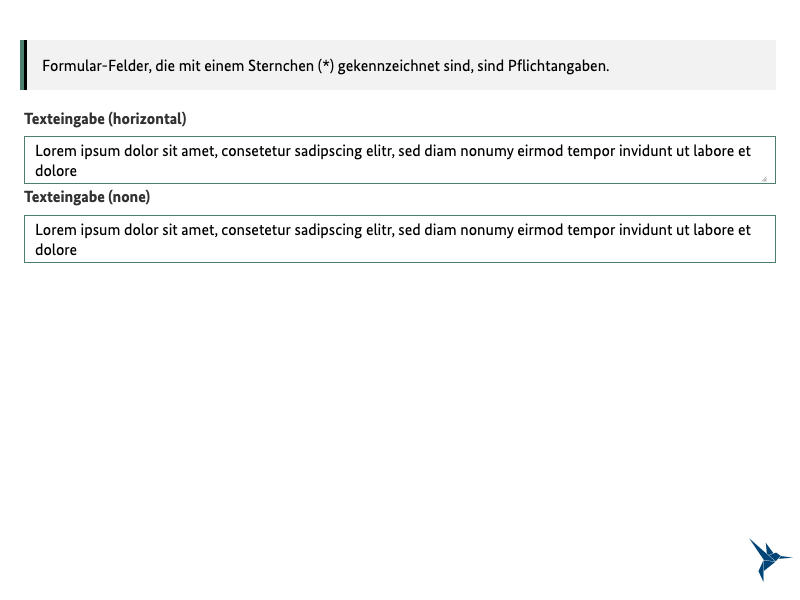 Formular-Felder, die mit einem Sternchen (*) gekennzeichnet sind, sind Pflichtangaben.
Texteingabe (horizontal)
Lorem ipsum dolor sit amet, consetetur sadipscing elitr, sed diam nonumy eirmod tempor invidunt ut labore et
dolore
Texteingabe (none)
Lorem ipsum dolor sit amet, consetetur sadipscing elitr, sed diam nonumy eirmod tempor invidunt ut labore et
dolore